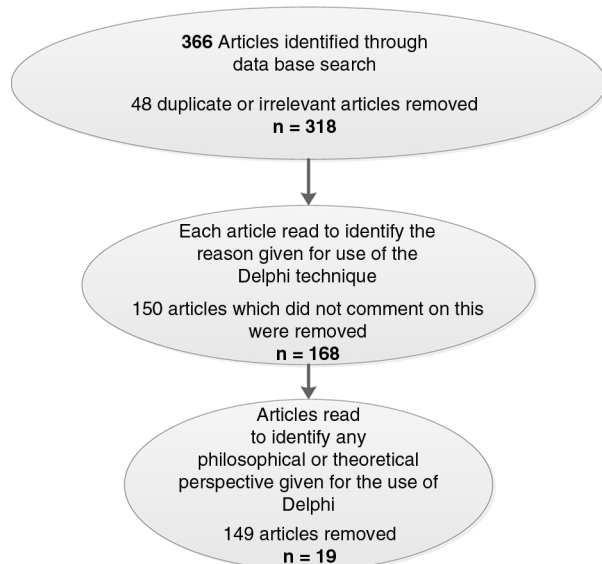 366 Articles identified through
data base search
48 duplicate or irrelevant articles removed
n = 318
Each article read to identify the
reason given for use of the
Delphi technique
150 articles which did not comment on this
were removed
n = 168
Articles read
to identify any
philosophical or theoretical
perspective given for the use of
Delphi
149 articles removed
n = 19